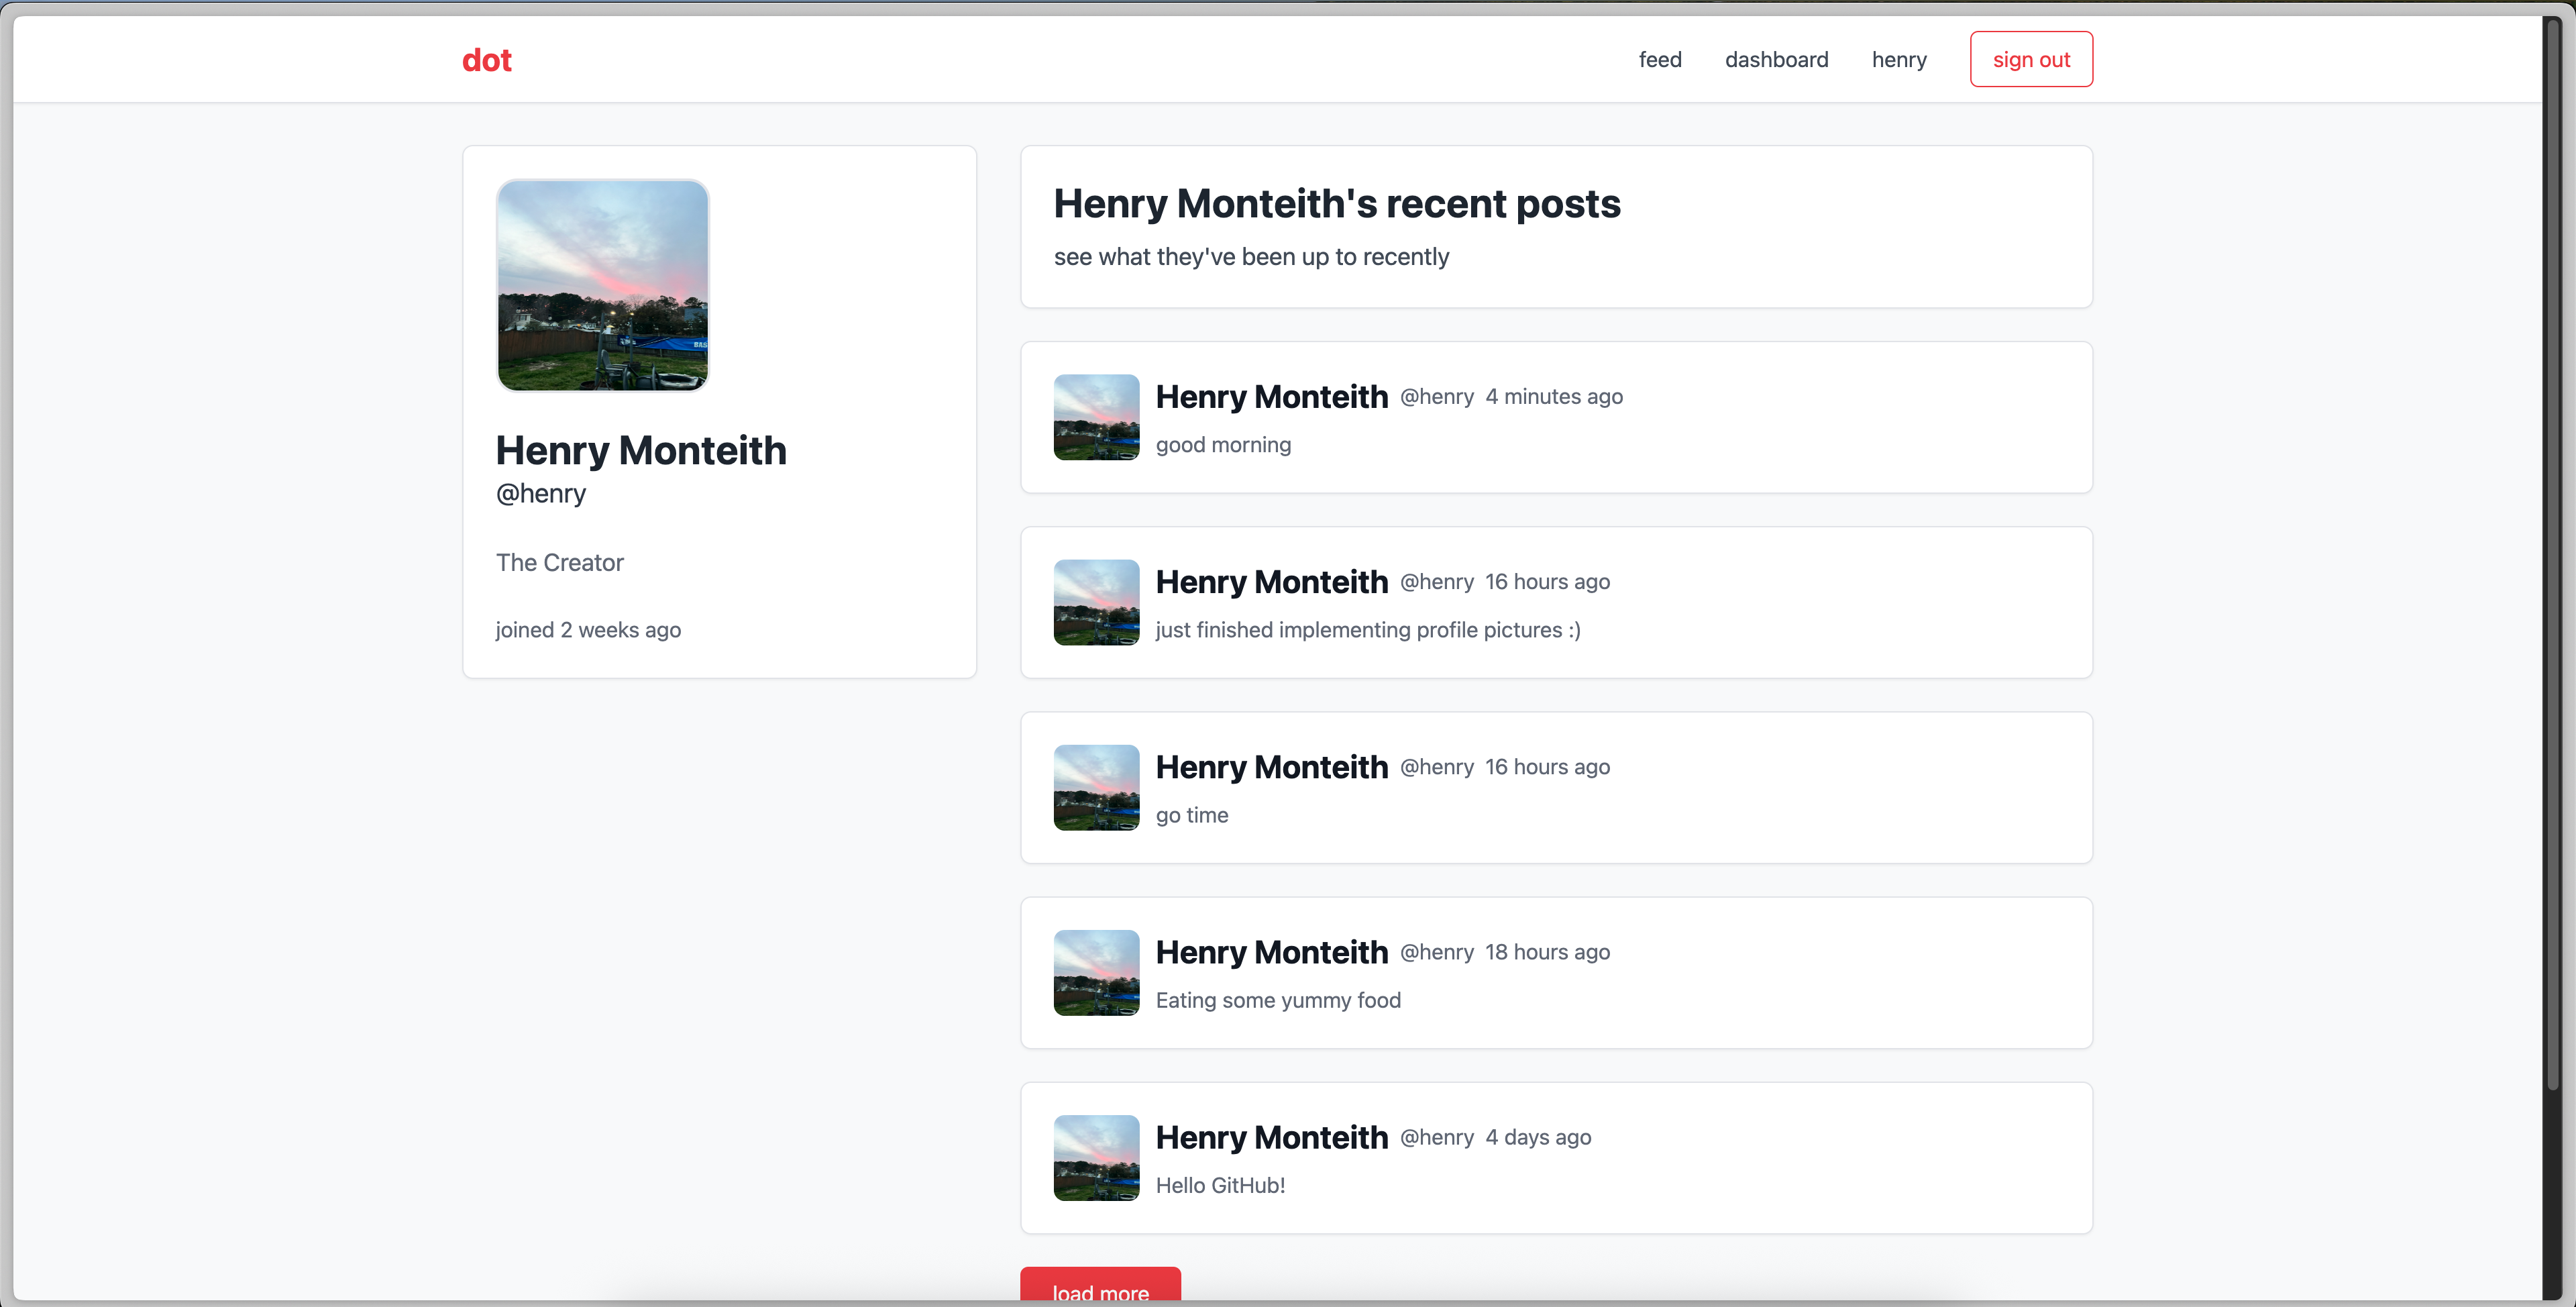 dot
feed
dashboard
henry
sign out
Henry Monteith
@henry
The Creator
joined 2 weeks ago
Henry Monteith's recent posts
see what they've been up to recently
Henry Monteith @henry 4 minutes ago
good morning
Henry Monteith @henry 16 hours ago
just finished implementing profile pictures :)
Henry Monteith @henry 16 hours ago
go time
Henry Monteith @henry 18 hours ago
Eating some yummy food
Henry Monteith @henry 4 days ago
Hello GitHub!
load more